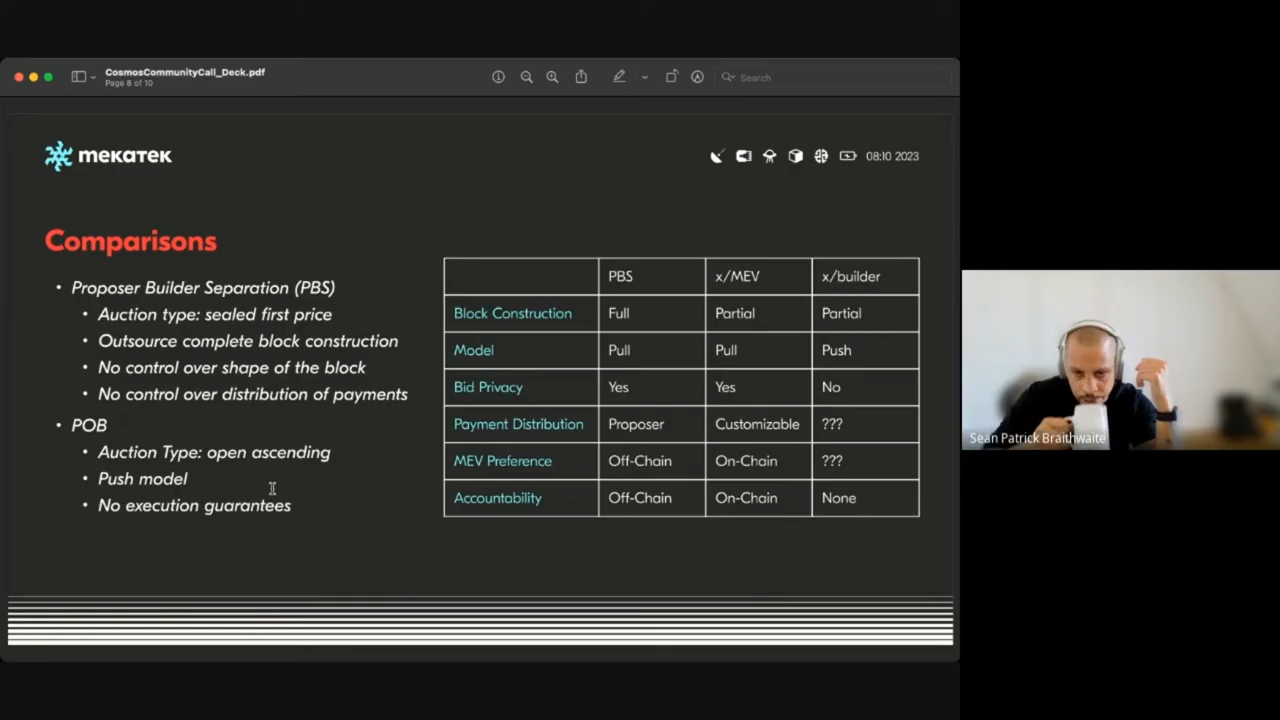 CosmosCommunityCall_Deck.pdf
Page 8 of 10
Search
mekatek
08:10 2023
Comparisons
• Proposer Builder Separation (PBS)
• Auction type: sealed first price
• Outsource complete block construction
• No control over shape of the block
• No control over distribution of payments
• POB
• Auction Type: open ascending
• Push model
• No execution guarantees
PBS x/MEV x/builder
Block Construction Full Partial Partial
Model Pull Pull Push
Bid Privacy Yes Yes No
Payment Distribution Proposer Customizable ???
MEV Preference Off-Chain On-Chain ???
Accountability Off-Chain On-Chain None
Sean Patrick Braithwaite